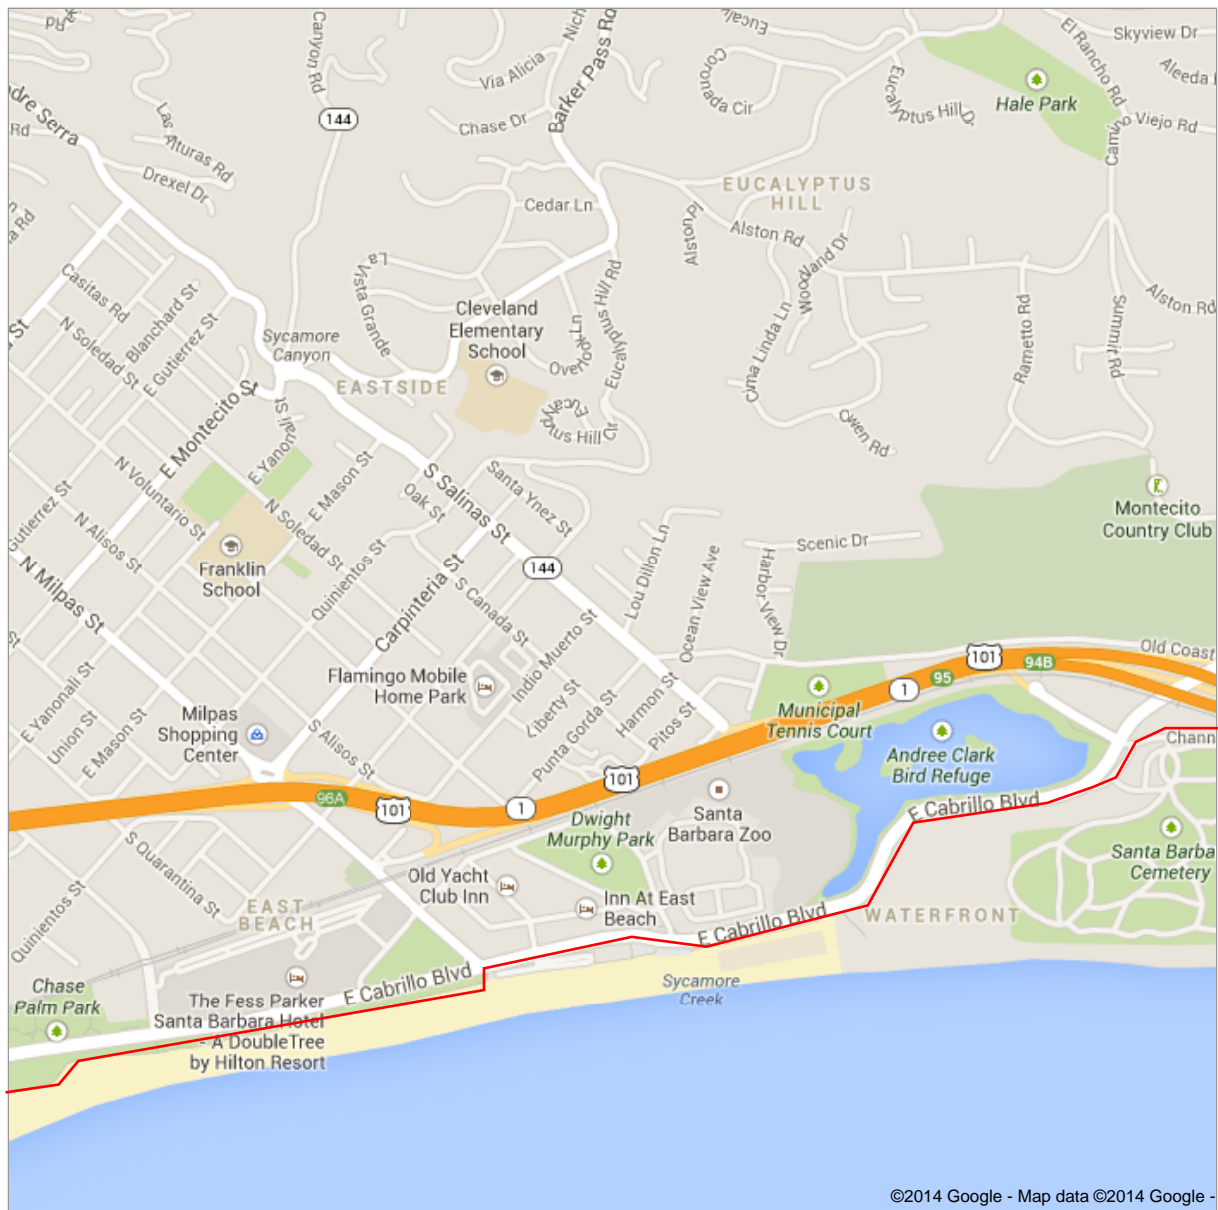 Canyon Rd
Via Alicia
Barker Pass Rd
Eucaly
Coronada Cir
Eucalyptus Hill Dr
El Rancho Rd
Skyview Dr
Aleeda
Hale Park
Camino Viejo Rd
144
Chase Dr
Las Alturas Rd
Drexel Dr
dre Serra
Rd
Rd
EUCALYPTUS
HILL
Cedar Ln
Alston Pl
Alston Rd
Woodland Dr
La Vista Grande
Casitas Rd
Blanchard St
N Soledad St
E Gutierrez St
Sycamore
Canyon
Cleveland
Elementary
School
Overlook Ln
Eucalyptus Hill Rd
Cima Linda Ln
Rametto Rd
Summit Rd
Alston Rd
EASTSIDE
E Montecito St
E Yanonali St
Eucalyptus Hill Cir
Owen Rd
N Voluntario St
E Mason St
S Salinas St
Santa Ynez St
Oak St
Gutierrez St
N Alisos St
N Soledad St
Montecito
Country Club
Franklin
School
Quinientos St
Carpinteria St
144
Lou Dillon Ln
Ocean View Ave
Harbor View Dr
Scenic Dr
N Milpas St
S Canada St
Indio Muerto St
Flamingo Mobile
Home Park
Liberty St
Punta Gorda St
Harmon St
Pitos St
101
94B
Old Coast
95
1
Municipal
Tennis Court
E Yanonali St
Union St
E Mason St
Milpas
Shopping
Center
S Alisos St
Andree Clark
Bird Refuge
Chann
96A
101
1
101
Dwight
Murphy Park
Santa
Barbara Zoo
E Cabrillo Blvd
Santa Barba
Cemetery
S Quarantina St
Quinientos St
EAST
BEACH
Old Yacht
Club Inn
Inn At East
Beach
E Cabrillo Blvd
WATERFRONT
Chase
Palm Park
E Cabrillo Blvd
Sycamore
Creek
The Fess Parker
Santa Barbara Hotel
- A DoubleTree
by Hilton Resort
©2014 Google - Map data ©2014 Google -